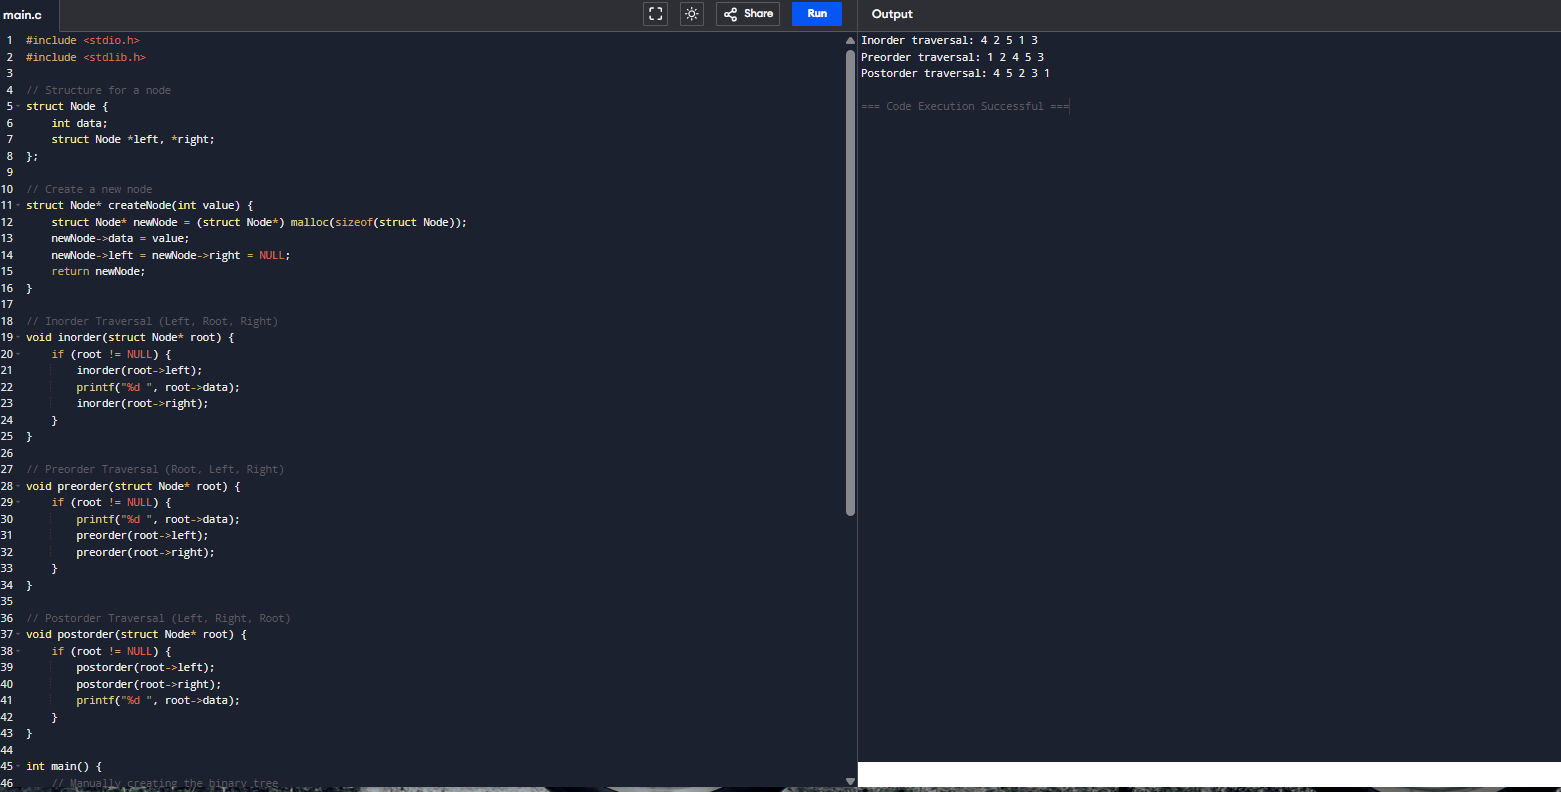 main.c
Share
Run
Output
1 #include <stdio.h>
2 #include <stdlib.h>
3
4 // Structure for a node
5 struct Node {
6     int data;
7     struct Node *left, *right;
8 };
9
10 // Create a new node
11 struct Node* createNode(int value) {
12     struct Node* newNode = (struct Node*) malloc(sizeof(struct Node));
13     newNode->data = value;
14     newNode->left = newNode->right = NULL;
15     return newNode;
16 }
17
18 // Inorder Traversal (Left, Root, Right)
19 void inorder(struct Node* root) {
20     if (root != NULL) {
21         inorder(root->left);
22         printf("%d ", root->data);
23         inorder(root->right);
24     }
25 }
26
27 // Preorder Traversal (Root, Left, Right)
28 void preorder(struct Node* root) {
29     if (root != NULL) {
30         printf("%d ", root->data);
31         preorder(root->left);
32         preorder(root->right);
33     }
34 }
35
36 // Postorder Traversal (Left, Right, Root)
37 void postorder(struct Node* root) {
38     if (root != NULL) {
39         postorder(root->left);
40         postorder(root->right);
41         printf("%d ", root->data);
42     }
43 }
44
45 int main() {
46     // Manually creating the binary tree
Inorder traversal: 4 2 5 1 3
Preorder traversal: 1 2 4 5 3
Postorder traversal: 4 5 2 3 1
=== Code Execution Successful ===